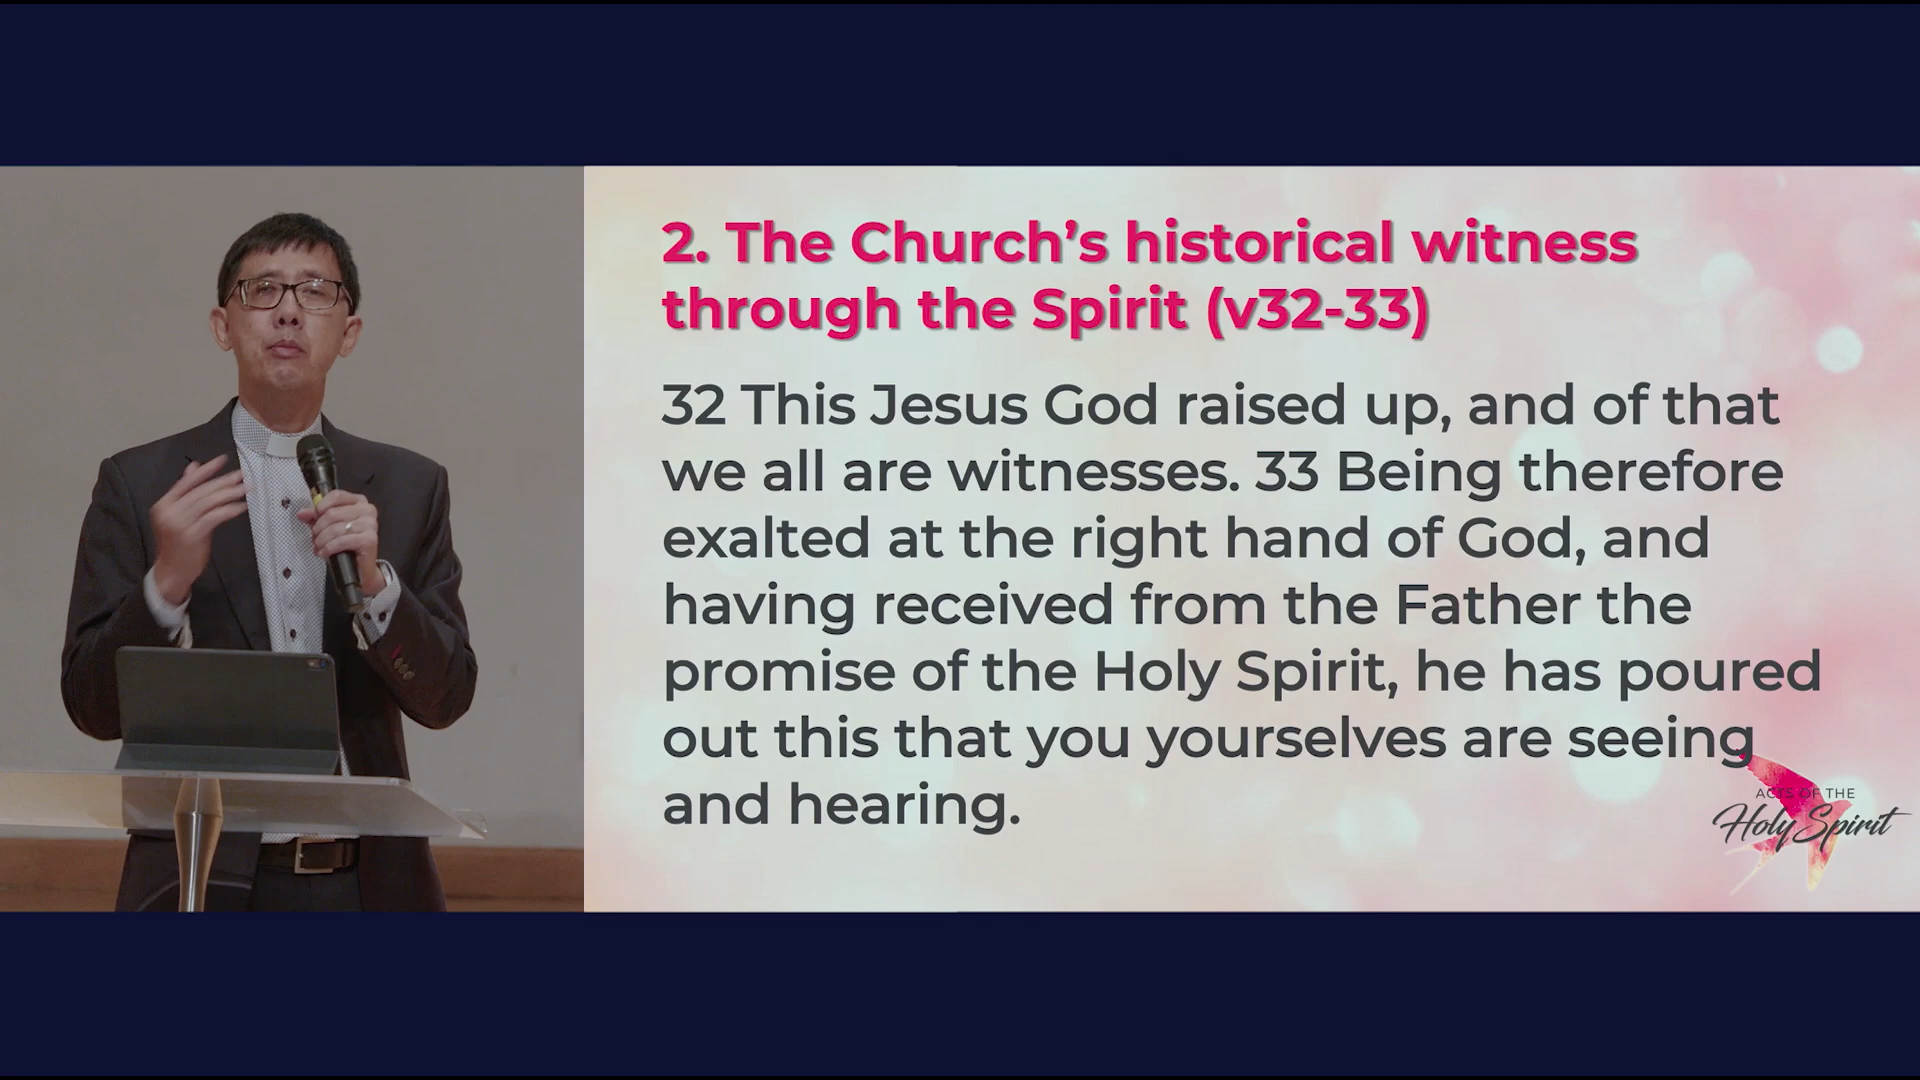 2. The Church’s historical witness
through the Spirit (v32-33)
32 This Jesus God raised up, and of that
we all are witnesses. 33 Being therefore
exalted at the right hand of God, and
having received from the Father the
promise of the Holy Spirit, he has poured
out this that you yourselves are seeing
and hearing.
ACTS OF THE
Holy Spirit